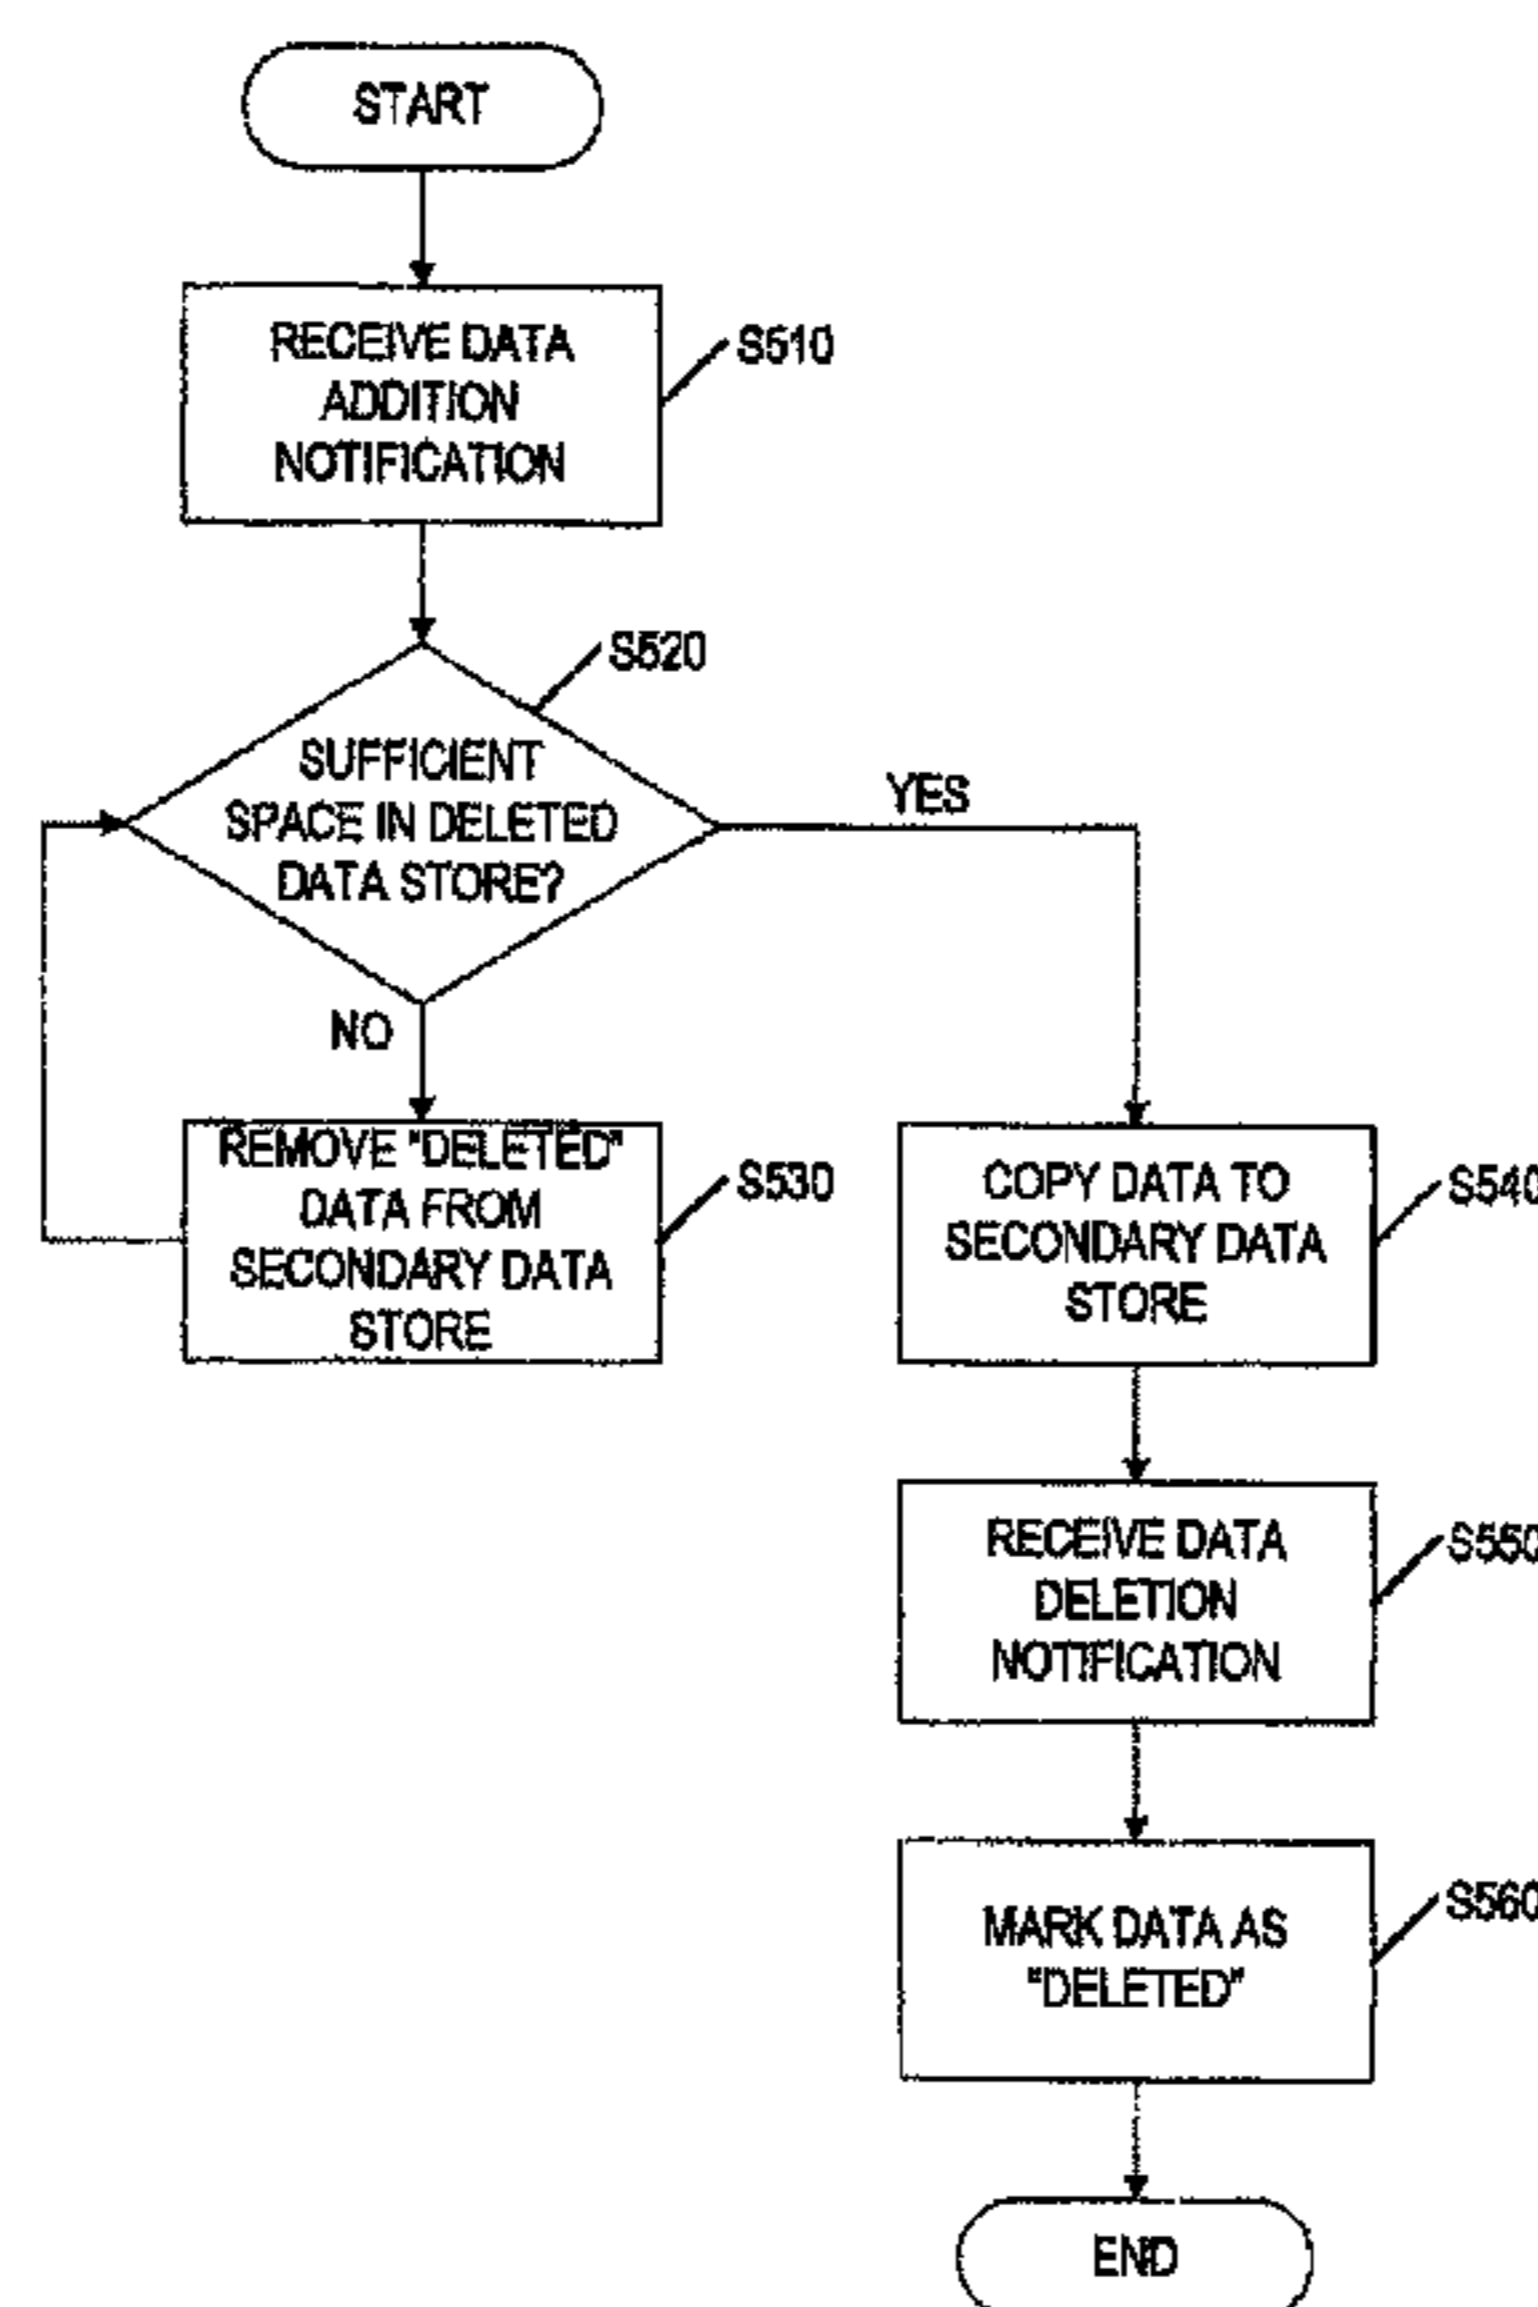 START
RECEIVE DATA
ADDITION
NOTIFICATION
S510
S520
SUFFICIENT
SPACE IN DELETED
DATA STORE?
YES
NO
REMOVE "DELETED"
DATA FROM
SECONDARY DATA
STORE
S530
COPY DATA TO
SECONDARY DATA
STORE
S540
RECEIVE DATA
DELETION
NOTIFICATION
S550
MARK DATA AS
"DELETED"
S560
END